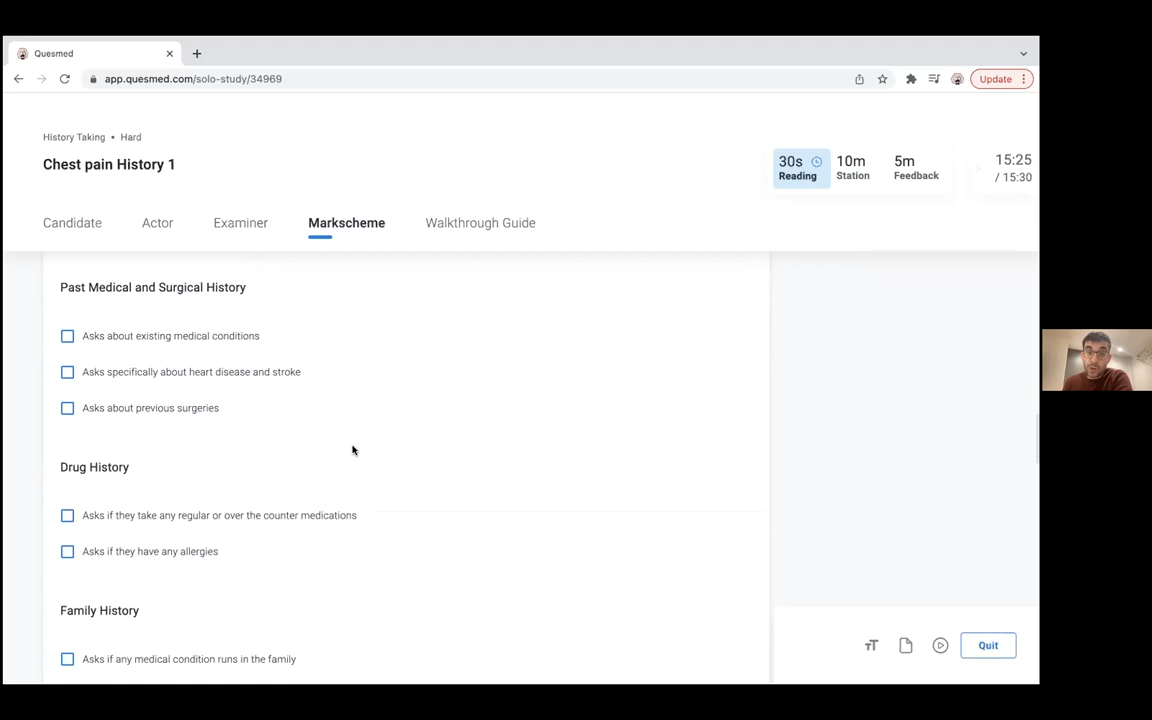 Quesmed
app.quesmed.com/solo-study/34969
Update
History Taking • Hard
Chest pain History 1
30s
Reading
10m
Station
5m
Feedback
15:25
/ 15:30
Candidate
Actor
Examiner
Markscheme
Walkthrough Guide
Past Medical and Surgical History
Asks about existing medical conditions
Asks specifically about heart disease and stroke
Asks about previous surgeries
Drug History
Asks if they take any regular or over the counter medications
Asks if they have any allergies
Family History
Asks if any medical condition runs in the family
TT
Quit